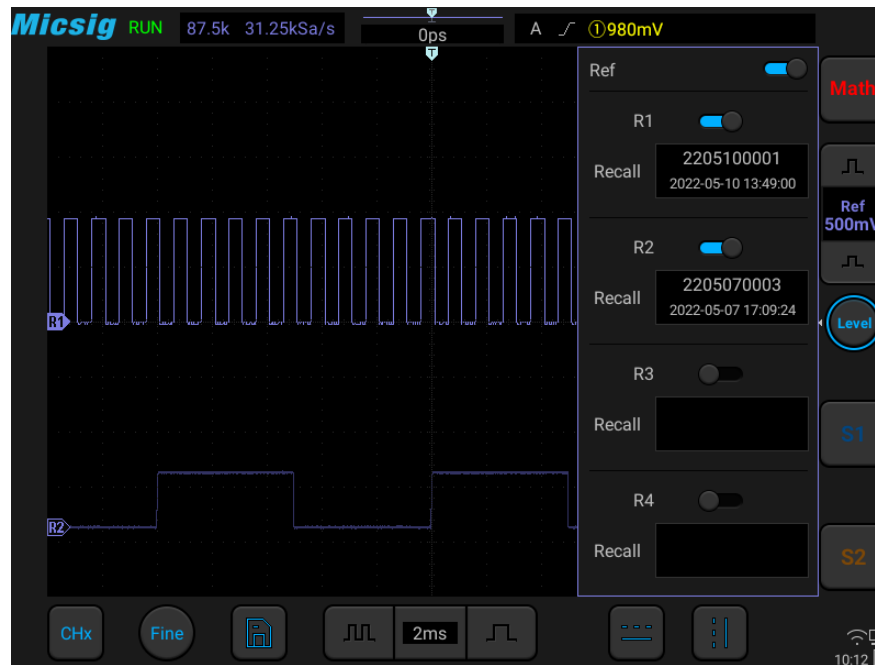 Micsig RUN 87.5k 31.25kSa/s 0ps A ①980mV
T
T
Ref
Math
R1
Recall 2205100001
2022-05-10 13:49:00
Ref
500mV
R2
Recall 2205070003
2022-05-07 17:09:24
R1
Level
R3
Recall
S1
R4
R2
Recall
S2
CHx Fine 2ms
10:12